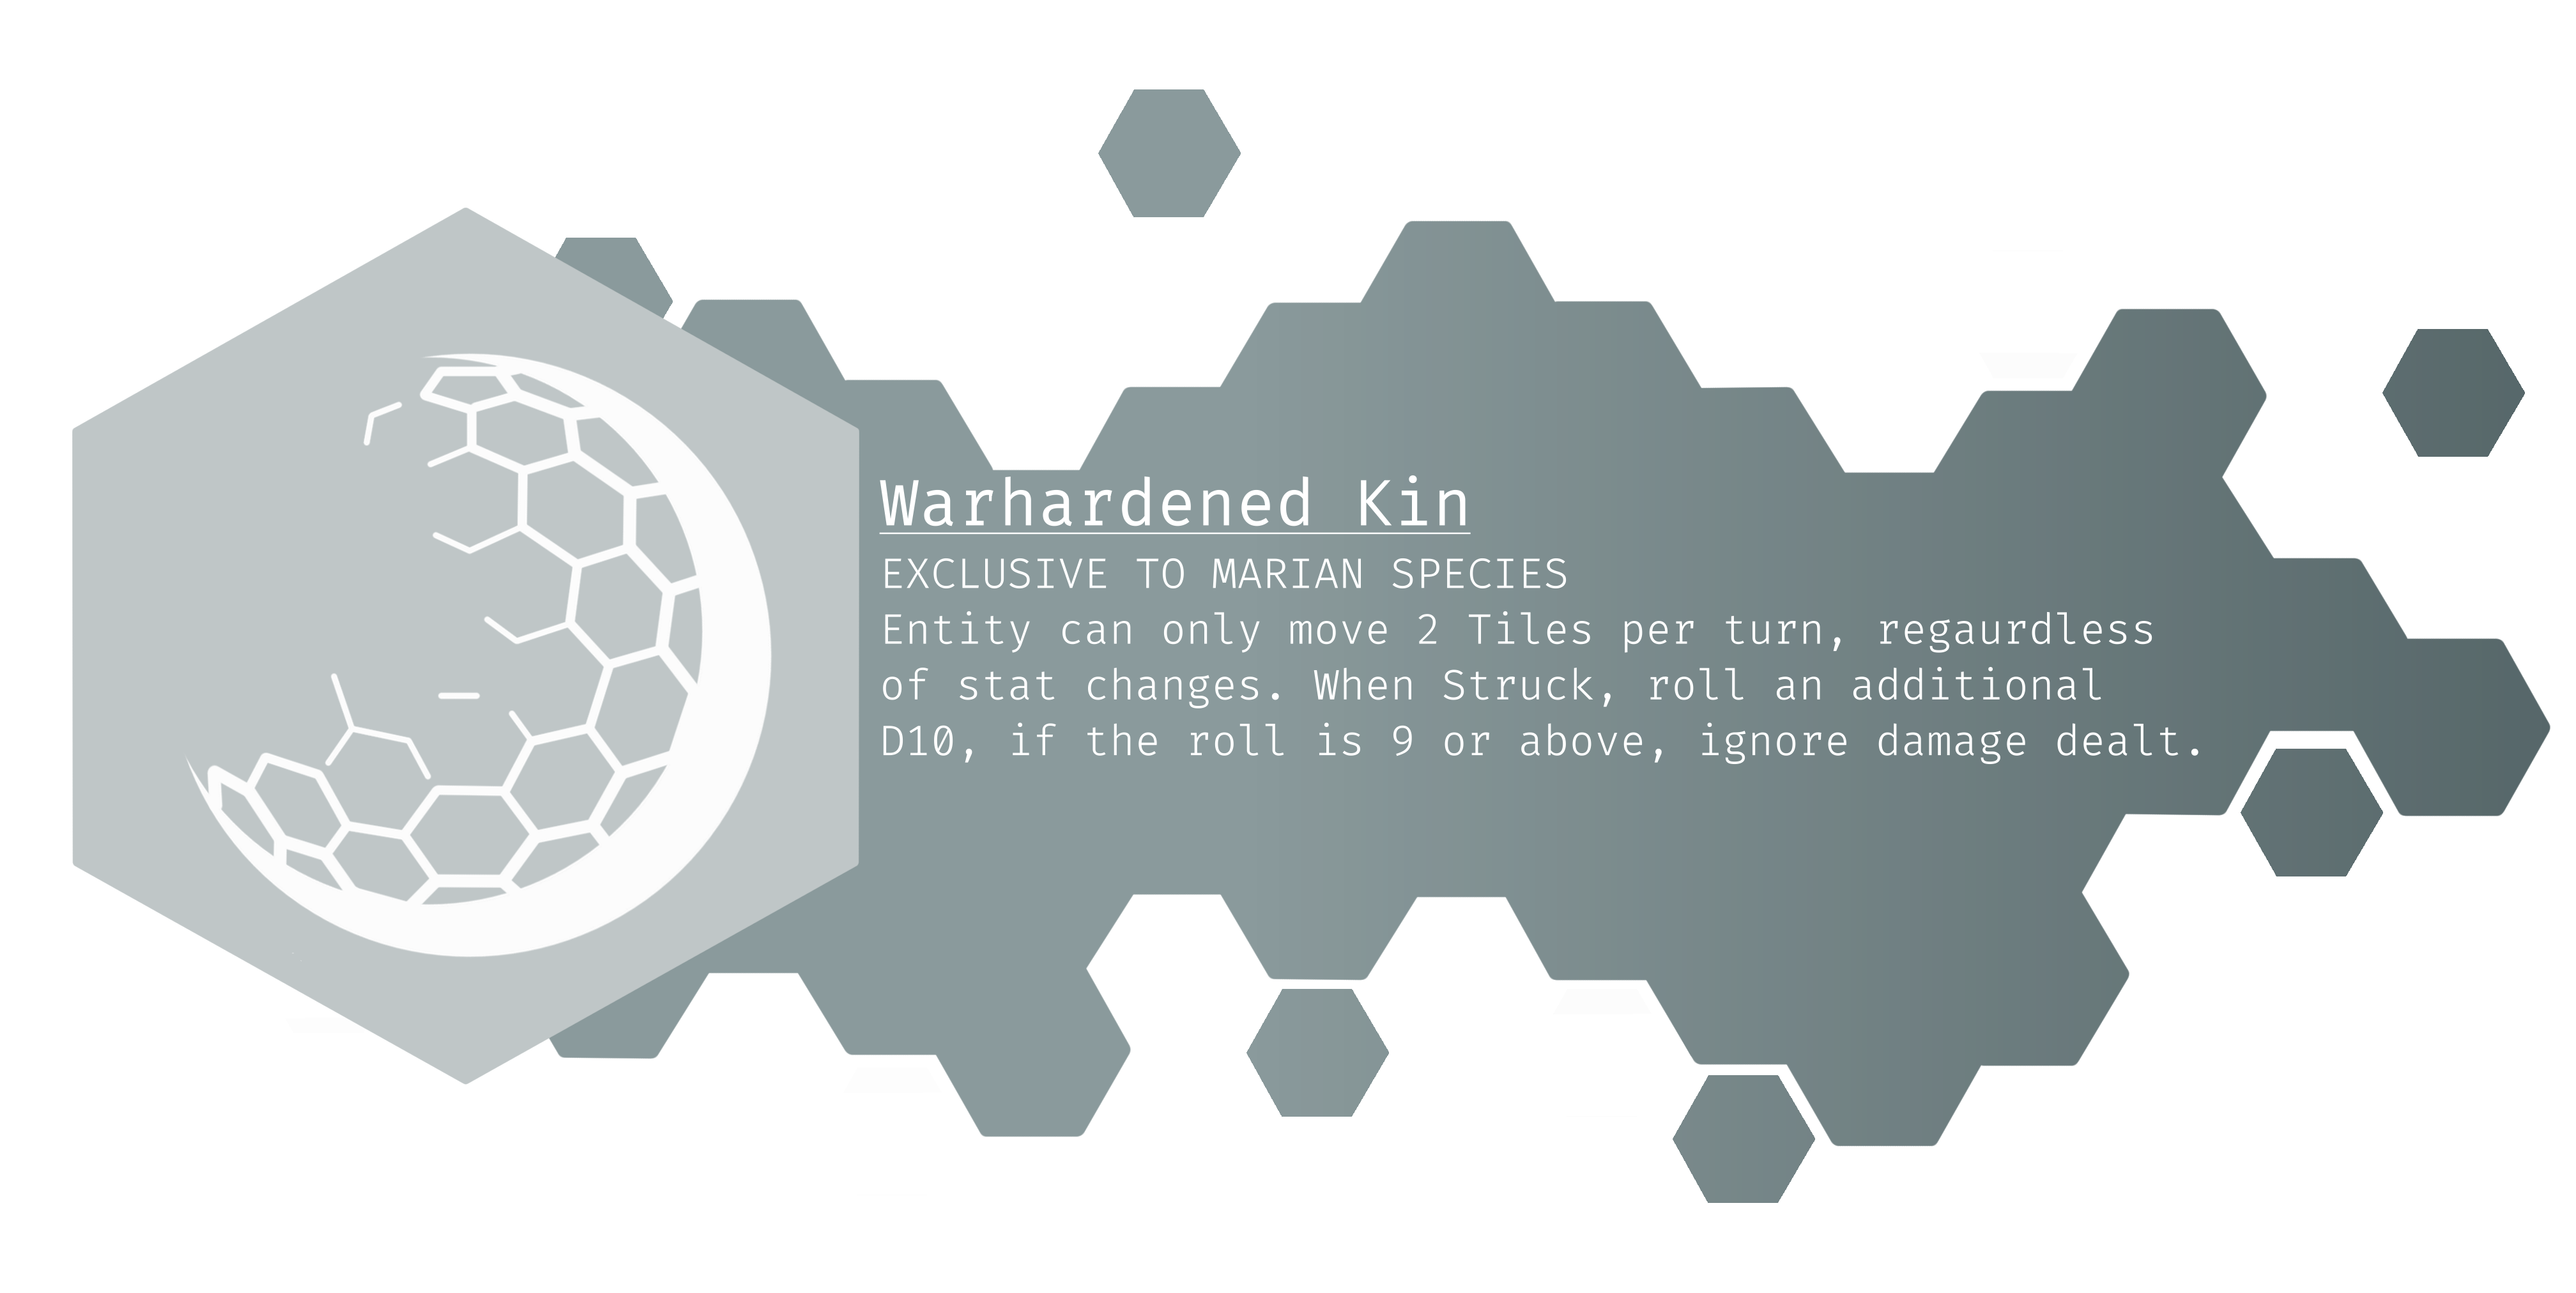 Warhardened Kin
EXCLUSIVE TO MARIAN SPECIES
Entity can only move 2 Tiles per turn, regaurdless
of stat changes. When Struck, roll an additional
D10, if the roll is 9 or above, ignore damage dealt.